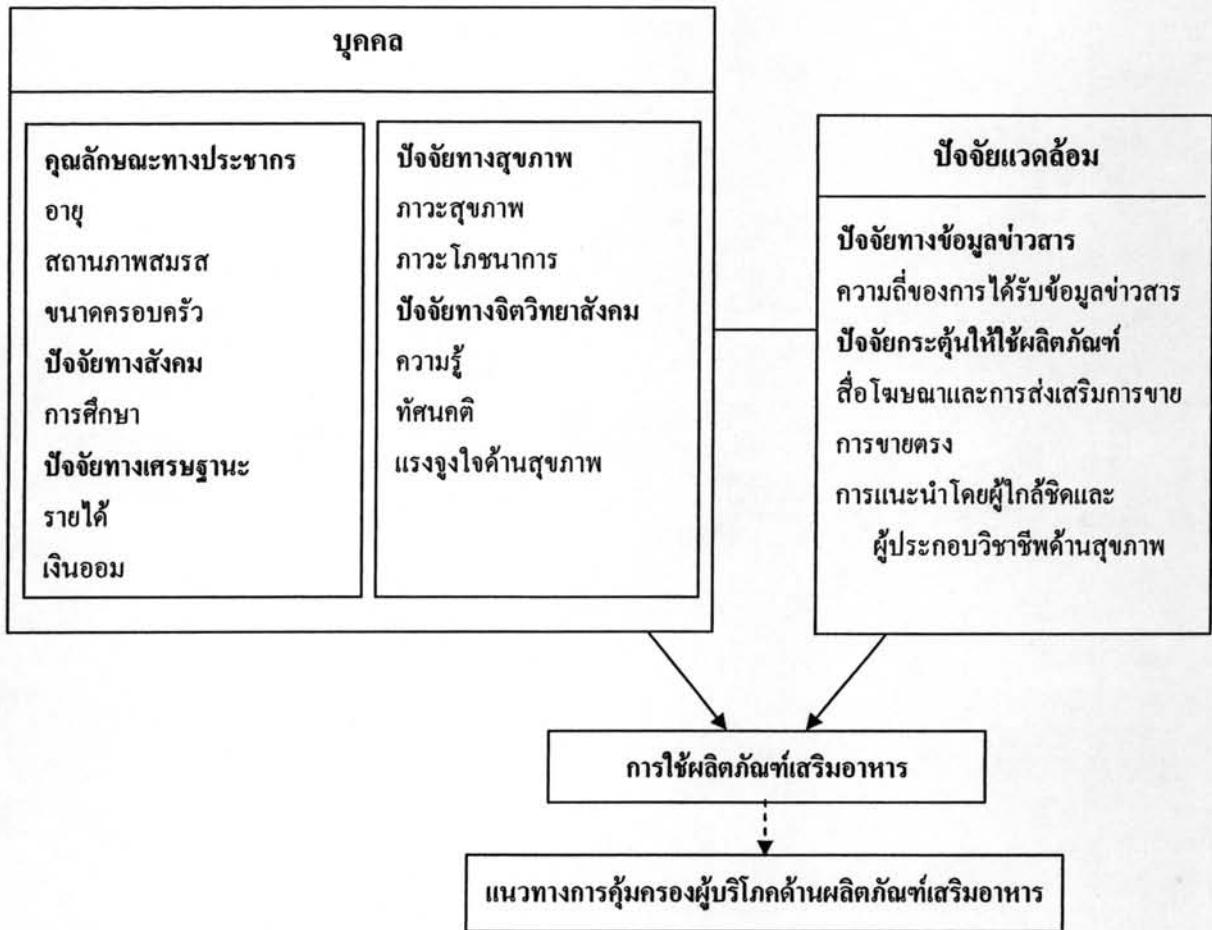 บุคคล
คุณลักษณะทางประชากร
อายุ
สถานภาพสมรส
ขนาดครอบครัว
ปัจจัยทางสังคม
การศึกษา
ปัจจัยทางเศรษฐานะ
รายได้
เงินออม
ปัจจัยทางสุขภาพ
ภาวะสุขภาพ
ภาวะโภชนาการ
ปัจจัยทางจิตวิทยาสังคม
ความรู้
ทัศนคติ
แรงจูงใจด้านสุขภาพ
ปัจจัยแวดล้อม
ปัจจัยทางข้อมูลข่าวสาร
ความถี่ของการได้รับข้อมูลข่าวสาร
ปัจจัยกระตุ้นให้ใช้ผลิตภัณฑ์
สื่อโฆษณาและการส่งเสริมการขาย
การขายตรง
การแนะนำโดยผู้ใกล้ชิดและ
ผู้ประกอบวิชาชีพด้านสุขภาพ
การใช้ผลิตภัณฑ์เสริมอาหาร
แนวทางการคุ้มครองผู้บริโภคด้านผลิตภัณฑ์เสริมอาหาร